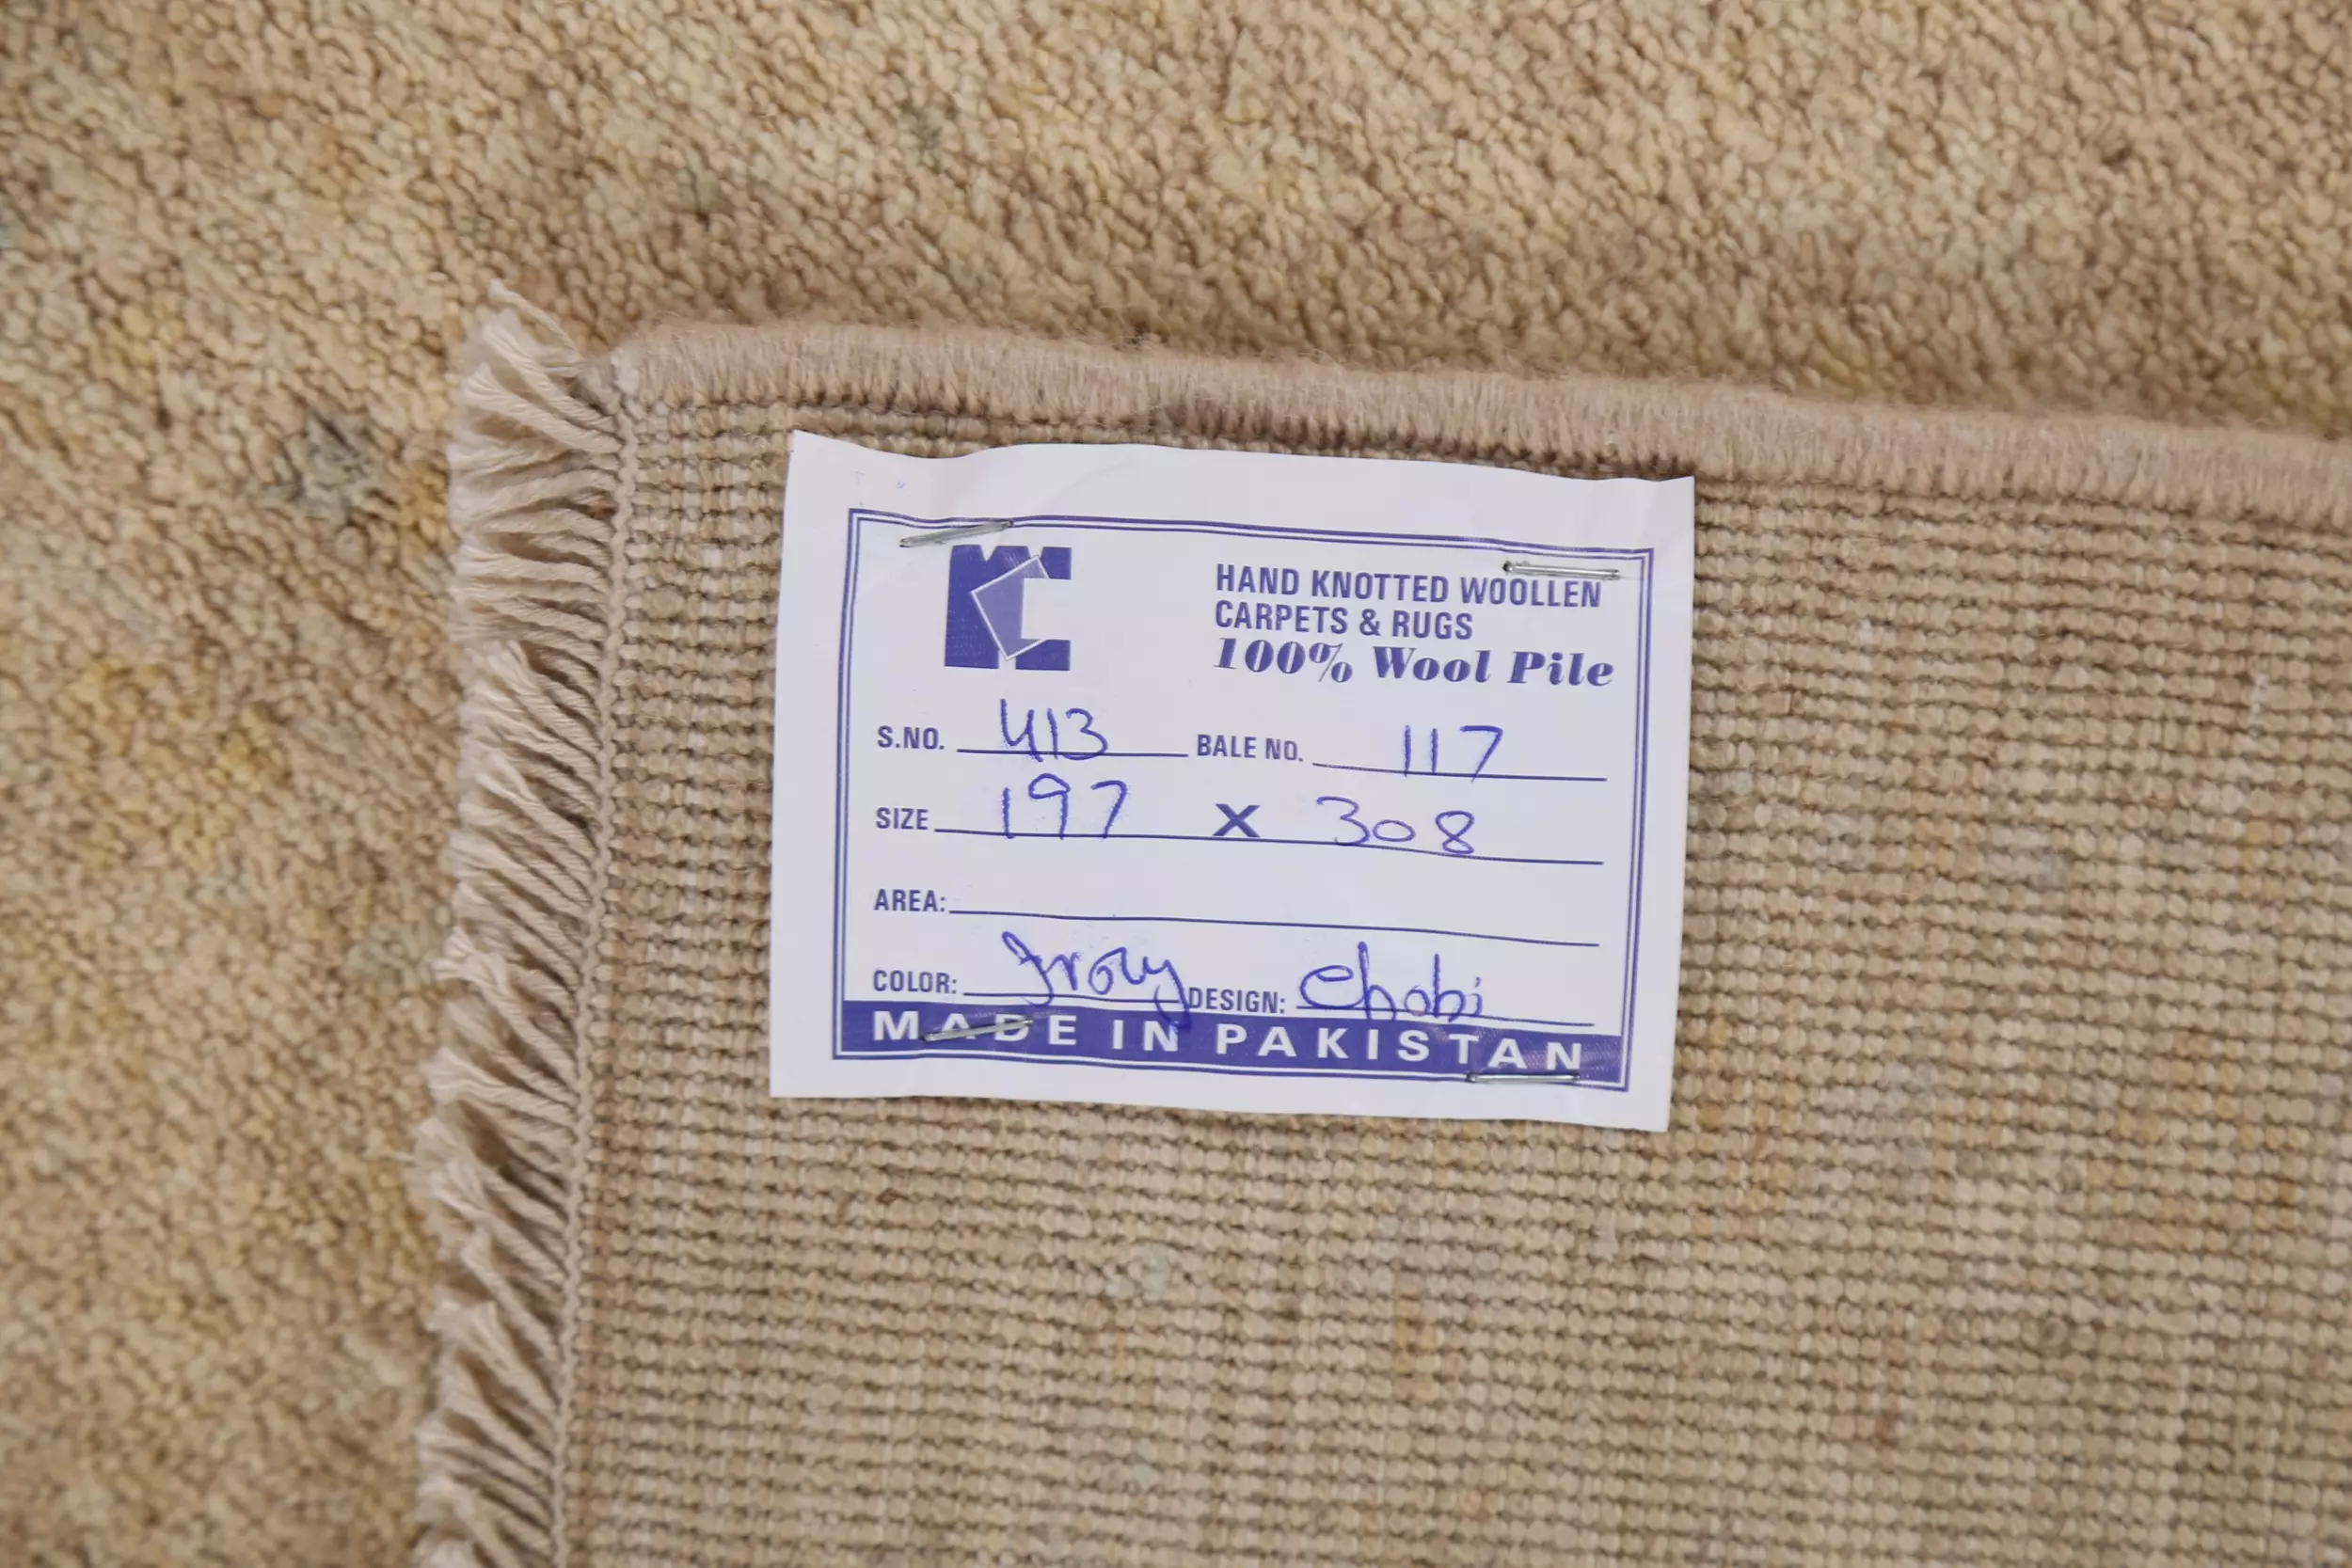 HAND KNOTTED WOOLLEN
CARPETS & RUGS
100% Wool Pile
S.NO. 413 BALE NO. 117
SIZE 197 X 308
AREA:
COLOR: Ivory DESIGN: Chobi
MADE IN PAKISTAN